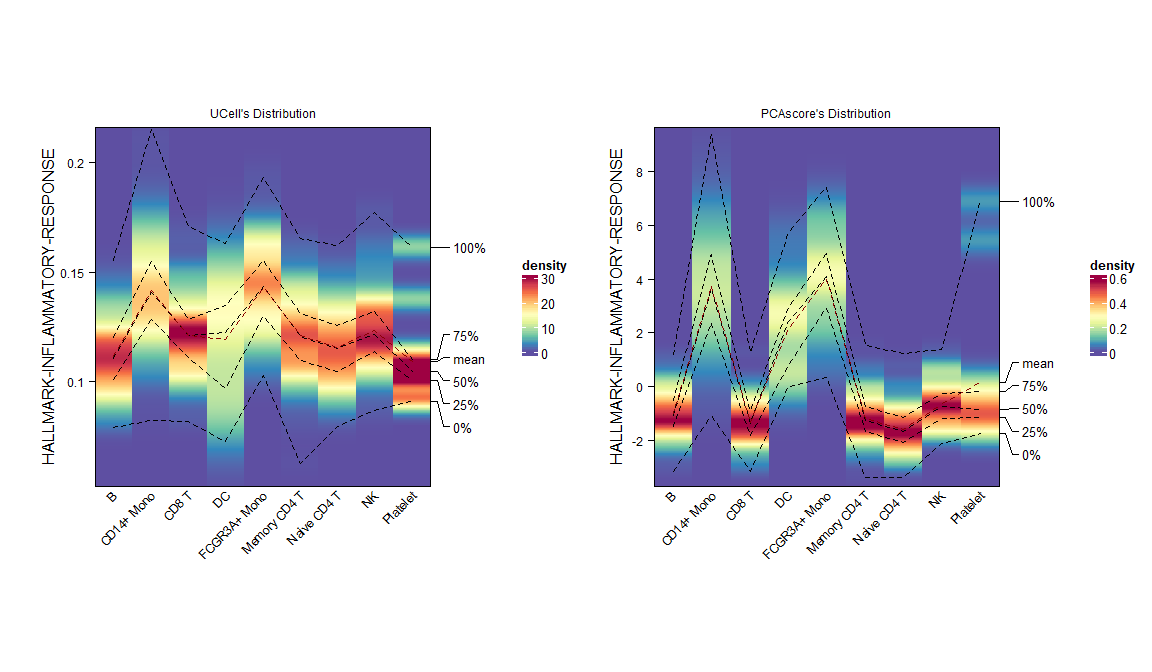 UCell's Distribution
HALLMARK-INFLAMMATORY-RESPONSE
0.2
0.15
0.1
100%
75%
mean
50%
25%
0%
density
30
20
10
0
B
CD14+ Mono
CD8 T
DC
FCGR3A+ Mono
Memory CD4 T
Naive CD4 T
NK
Platelet
PCAscore's Distribution
HALLMARK-INFLAMMATORY-RESPONSE
8
6
4
2
0
-2
100%
mean
75%
50%
25%
0%
density
0.6
0.4
0.2
0
B
CD14+ Mono
CD8 T
DC
FCGR3A+ Mono
Memory CD4 T
Naive CD4 T
NK
Platelet